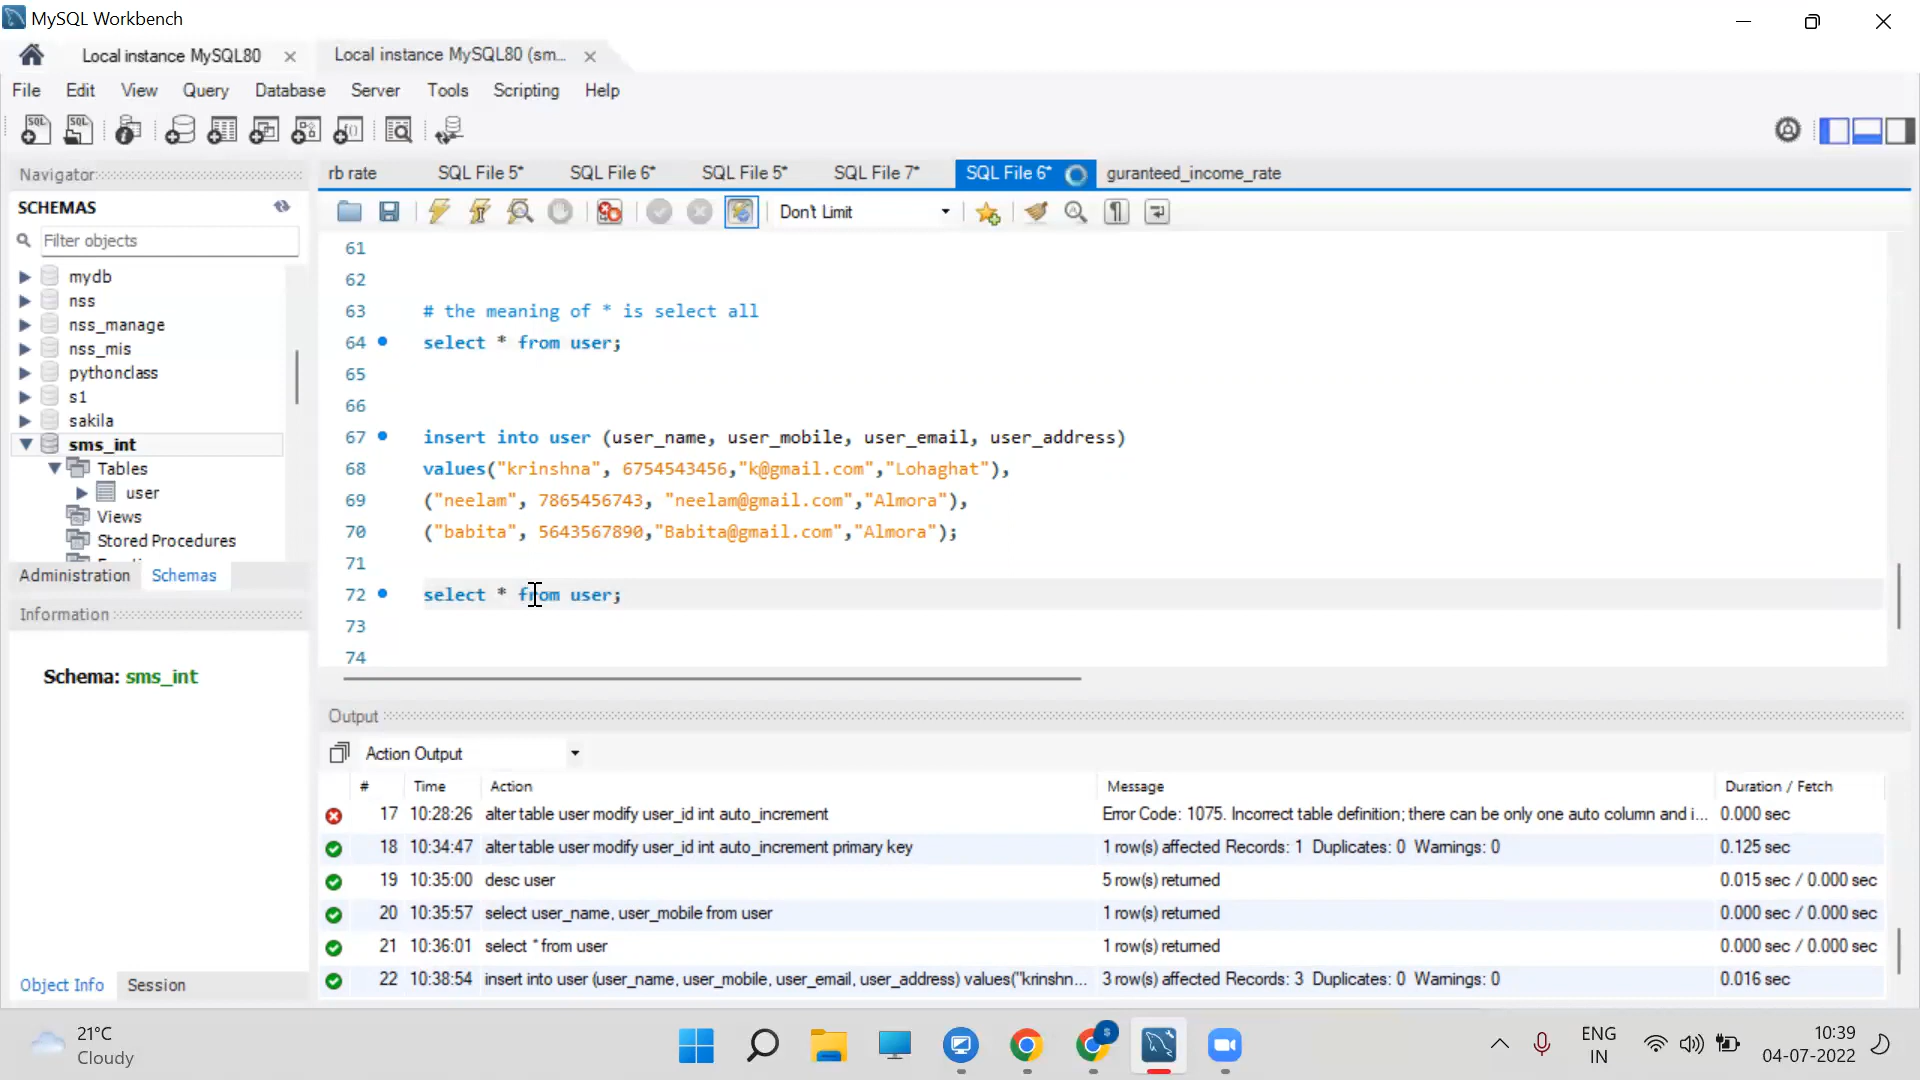 MySQL Workbench
Local instance MySQL80
Local instance MySQL80 (sm...
File Edit View Query Database Server Tools Scripting Help
Navigator
SCHEMAS
Filter objects
mydb
nss
nss_manage
nss_mis
pythonclass
s1
sakila
sms_int
Tables
user
Views
Stored Procedures
Administration Schemas
Information
Schema: sms_int
Object Info Session
rb rate SQL File 5* SQL File 6* SQL File 5* SQL File 7* SQL File 6* guranteed_income_rate
Don't Limit
61
62
63 # the meaning of * is select all
64 select * from user;
65
66
67 insert into user (user_name, user_mobile, user_email, user_address)
68 values("krinshna", 6754543456,"k@gmail.com","Lohaghat"),
69 ("neelam", 7865456743, "neelam@gmail.com","Almora"),
70 ("babita", 5643567890,"Babita@gmail.com","Almora");
71
72 select * from user;
73
74
Output
Action Output
# Time Action Message Duration / Fetch
17 10:28:26 alter table user modify user_id int auto_increment Error Code: 1075. Incorrect table definition; there can be only one auto column and i... 0.000 sec
18 10:34:47 alter table user modify user_id int auto_increment primary key 1 row(s) affected Records: 1 Duplicates: 0 Warnings: 0 0.125 sec
19 10:35:00 desc user 5 row(s) returned 0.015 sec / 0.000 sec
20 10:35:57 select user_name, user_mobile from user 1 row(s) returned 0.000 sec / 0.000 sec
21 10:36:01 select * from user 1 row(s) returned 0.000 sec / 0.000 sec
22 10:38:54 insert into user (user_name, user_mobile, user_email, user_address) values("krinshn... 3 row(s) affected Records: 3 Duplicates: 0 Warnings: 0 0.016 sec
21°C
Cloudy
ENG
IN
10:39
04-07-2022